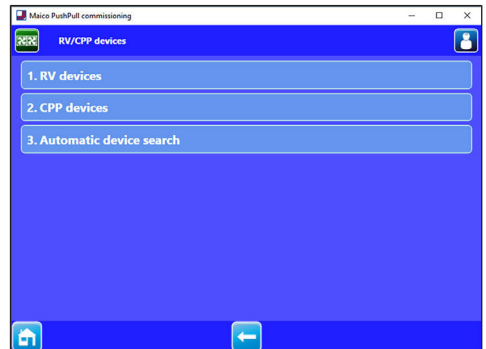 Maico PushPull commissioning
RV/CPP devices
1. RV devices
2. CPP devices
3. Automatic device search